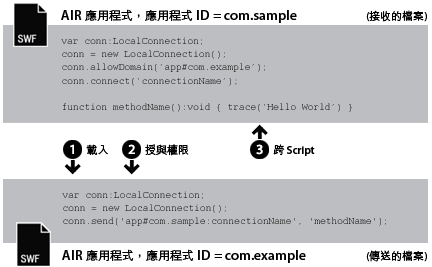 SWF
AIR 應用程式，應用程式 ID = com.sample (接收的檔案)
var conn:LocalConnection;
conn = new LocalConnection();
conn.allowDomain('app#com.example');
conn.connect('connectionName');
function methodName():void { trace('Hello World') }
1 載入 2 授與權限 3 跨 Script
var conn:LocalConnection;
conn = new LocalConnection();
conn.send('app#com.sample:connectionName', 'methodName');
SWF
AIR 應用程式，應用程式 ID = com.example (傳送的檔案)